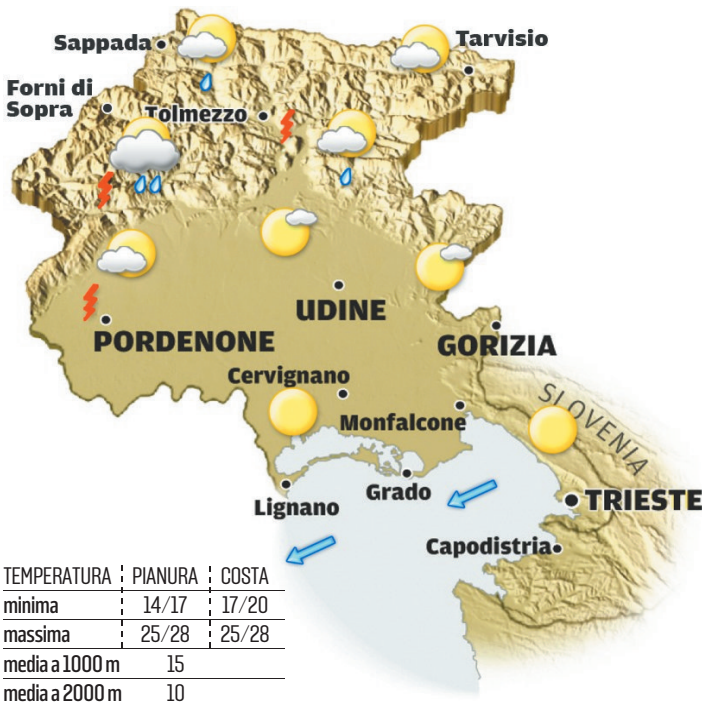 Sappada
Tarvisio
Forni di
Sopra
Tolmezzo
UDINE
PORDENONE
GORIZIA
Cervignano
Monfalcone
SLOVENIA
Lignano
Grado
TRIESTE
Capodistria
TEMPERATURA PIANURA COSTA
minima 14/17 17/20
massima 25/28 25/28
media a 1000 m 15
media a 2000 m 10